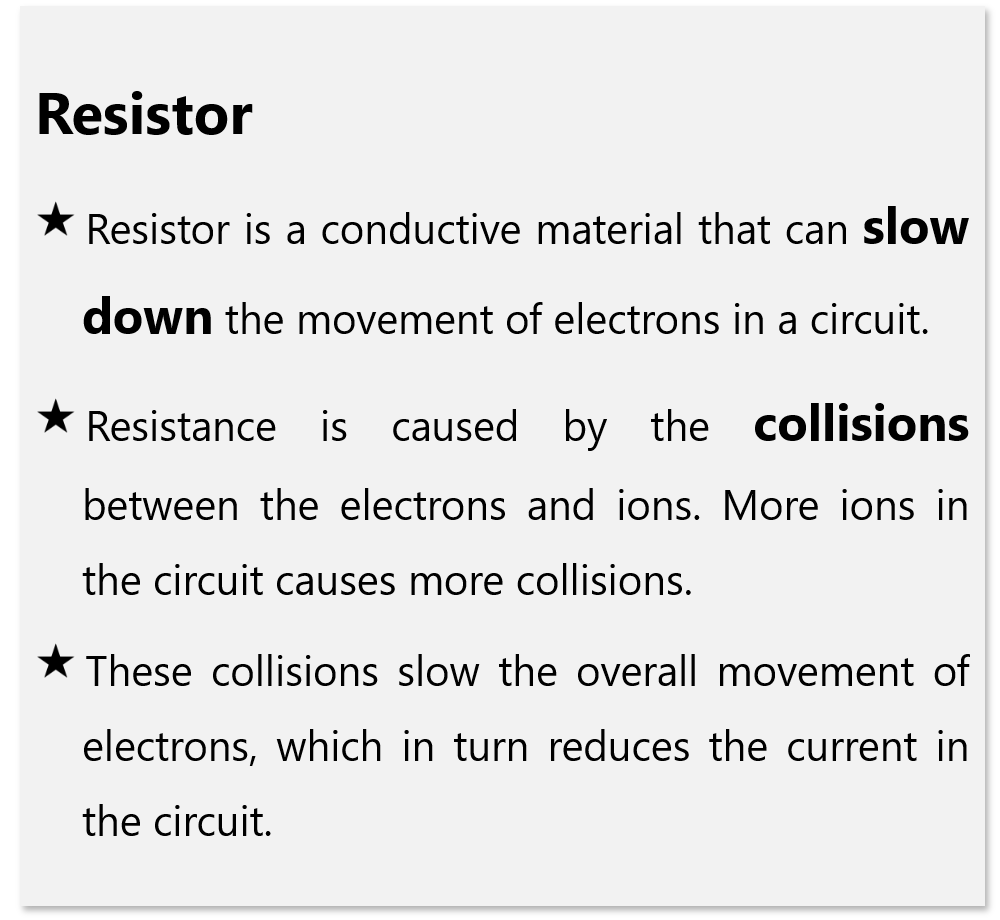 Resistor
★ Resistor is a conductive material that can slow
down the movement of electrons in a circuit.
★ Resistance is caused by the collisions
between the electrons and ions. More ions in
the circuit causes more collisions.
★ These collisions slow the overall movement of
electrons, which in turn reduces the current in
the circuit.